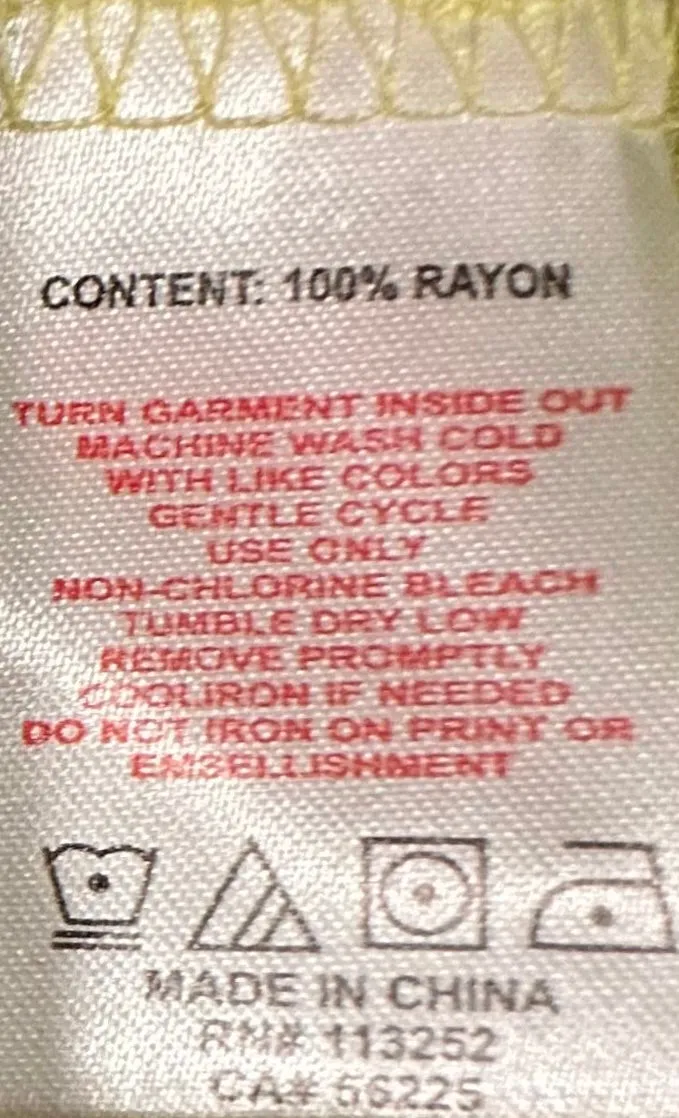 CONTENT: 100% RAYON
TURN GARMENT INSIDE OUT
MACHINE WASH COLD
WITH LIKE COLORS
GENTLE CYCLE
USE ONLY
NON-CHLORINE BLEACH
TUMBLE DRY LOW
REMOVE PROMPTLY
COOL IRON IF NEEDED
DO NOT IRON ON PRINT OR
EMBELLISHMENT
MADE IN CHINA
RN# 113252
CA# 56225